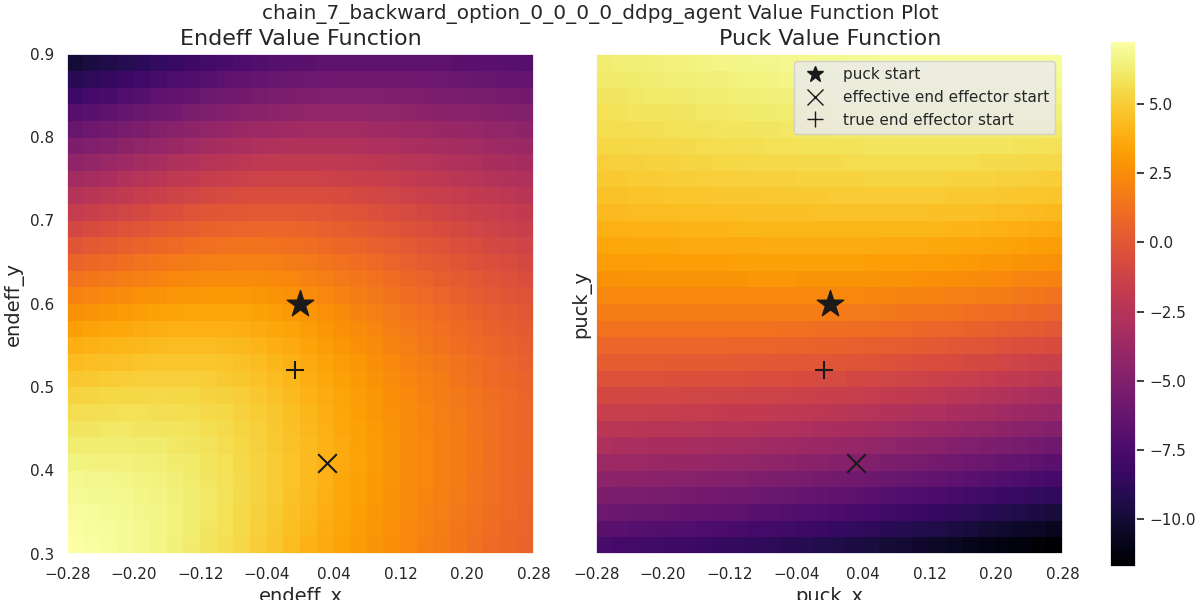 chain_7_backward_option_0_0_0_0_ddpg_agent Value Function Plot
Endeff Value Function
0.9
0.8
0.7
0.6
0.5
0.4
0.3
endeff_y
−0.28 −0.20 −0.12 −0.04 0.04 0.12 0.20 0.28
endeff_x
Puck Value Function
puck start
effective end effector start
true end effector start
puck_y
−0.28 −0.20 −0.12 −0.04 0.04 0.12 0.20 0.28
puck_x
5.0
2.5
0.0
−2.5
−5.0
−7.5
−10.0